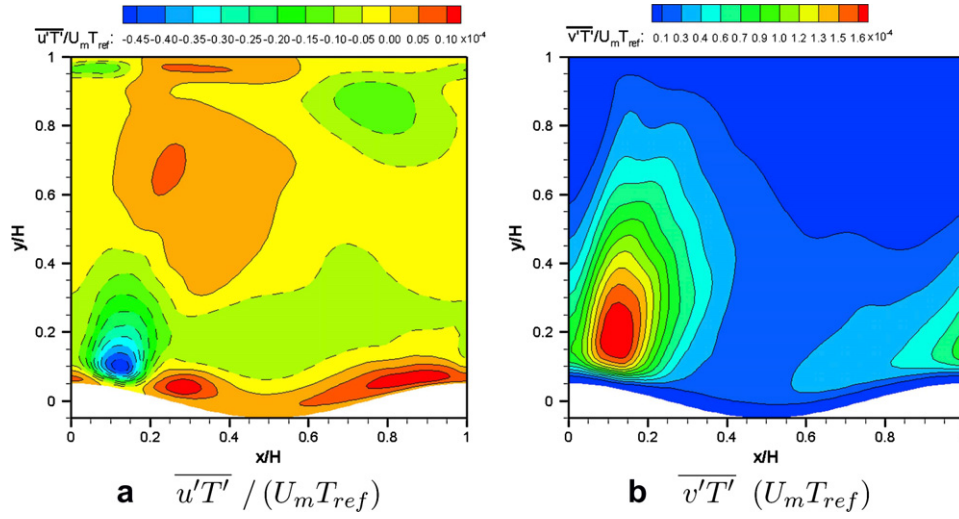 u'T'/UmTref: -0.45-0.40-0.35-0.30-0.25-0.20-0.15-0.10-0.05 0.00 0.05 0.10 x10⁻⁴
v'T'/UmTref: 0.1 0.3 0.4 0.6 0.7 0.9 1.0 1.2 1.3 1.5 1.6 x10⁻⁴
1
0.8
0.6
0.4
0.2
0
y/H
0 0.2 0.4 0.6 0.8 1
x/H
1
0.8
0.6
0.4
0.2
0
y/H
0 0.2 0.4 0.6 0.8
x/H
a u'T' / (UmTref)
b v'T' (UmTref)